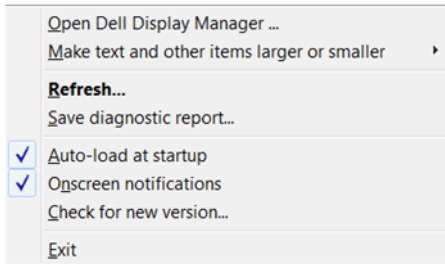 Open Dell Display Manager ...
Make text and other items larger or smaller
Refresh...
Save diagnostic report...
Auto-load at startup
Onscreen notifications
Check for new version...
Exit